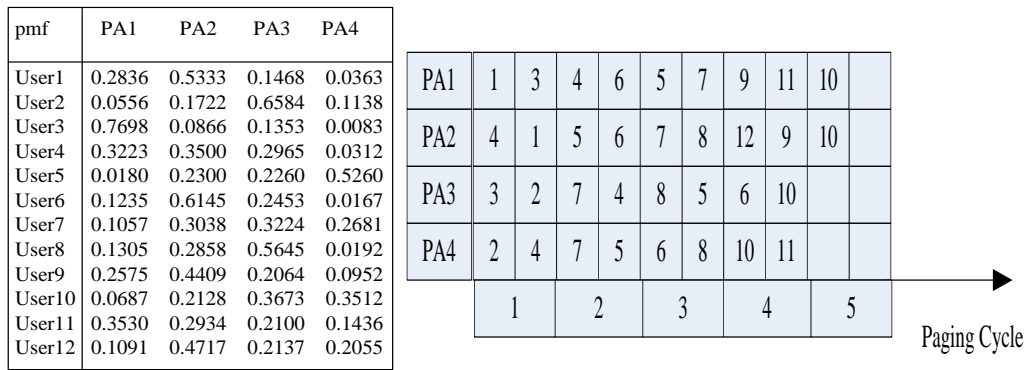 pmf PA1 PA2 PA3 PA4
User1 0.2836 0.5333 0.1468 0.0363
User2 0.0556 0.1722 0.6584 0.1138
User3 0.7698 0.0866 0.1353 0.0083
User4 0.3223 0.3500 0.2965 0.0312
User5 0.0180 0.2300 0.2260 0.5260
User6 0.1235 0.6145 0.2453 0.0167
User7 0.1057 0.3038 0.3224 0.2681
User8 0.1305 0.2858 0.5645 0.0192
User9 0.2575 0.4409 0.2064 0.0952
User10 0.0687 0.2128 0.3673 0.3512
User11 0.3530 0.2934 0.2100 0.1436
User12 0.1091 0.4717 0.2137 0.2055
PA1 1 3 4 6 5 7 9 11 10
PA2 4 1 5 6 7 8 12 9 10
PA3 3 2 7 4 8 5 6 10
PA4 2 4 7 5 6 8 10 11
1 2 3 4 5
Paging Cycle